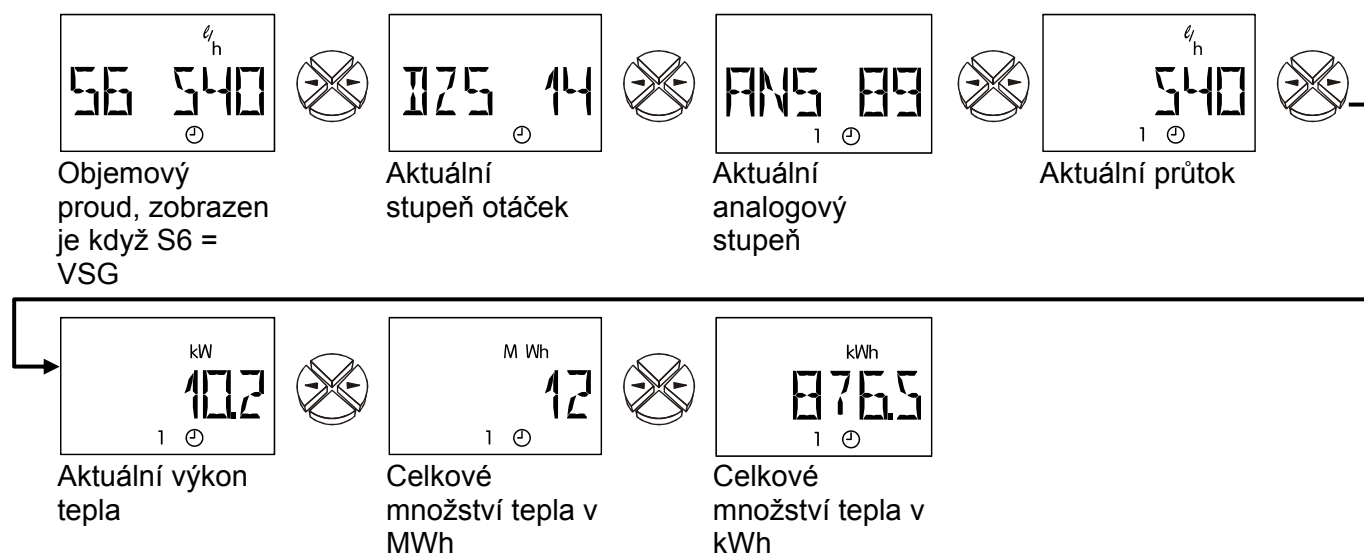 l/h
S6 540
Objemový
proud, zobrazen
je když S6 =
VSG
DZS 14
Aktuální
stupeň otáček
ANS 89
1
Aktuální
analogový
stupeň
l/h
540
1
Aktuální průtok
kW
10.2
1
Aktuální výkon
tepla
M Wh
12
1
Celkové
množství tepla v
MWh
kWh
876.5
1
Celkové
množství tepla v
kWh